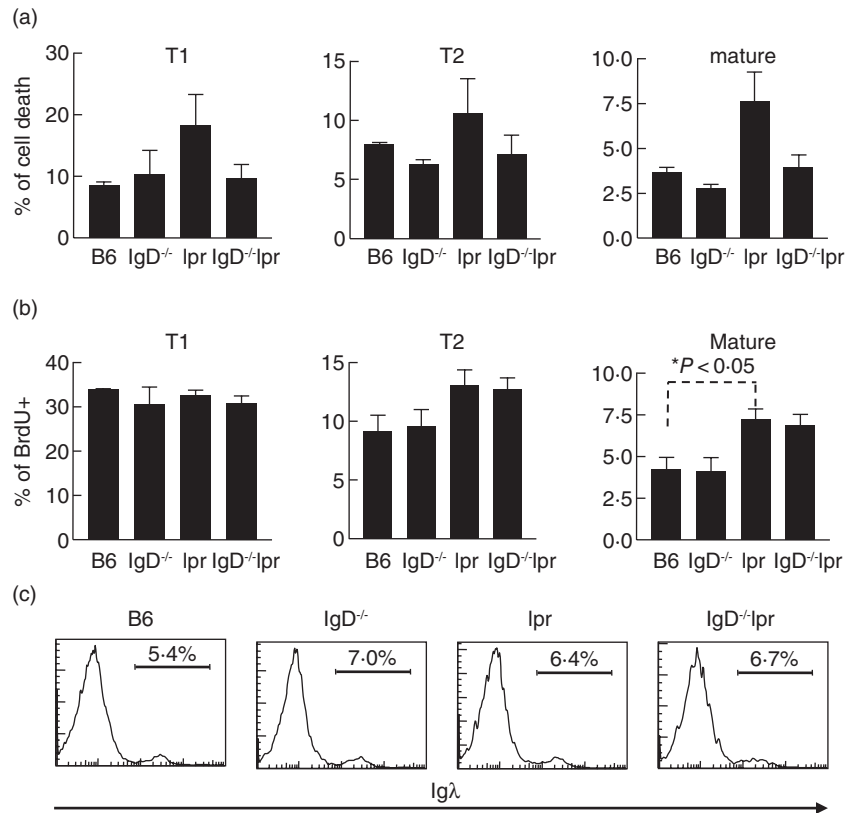 (a)
T1
T2
mature
% of cell death
30
20
10
0
B6 IgD-/- lpr IgD-/-lpr
15
10
5
0
B6 IgD-/- lpr IgD-/-lpr
10·0
7·5
5·0
2·5
0·0
B6 IgD-/- lpr IgD-/-lpr
(b)
T1
T2
Mature
% of BrdU+
40
30
20
10
0
B6 IgD-/- lpr IgD-/-lpr
15
10
5
0
B6 IgD-/- lpr IgD-/-lpr
10·0
7·5
5·0
2·5
0·0
*P < 0·05
B6 IgD-/- lpr IgD-/-lpr
(c)
B6 IgD-/- lpr IgD-/-lpr
5·4% 7·0% 6·4% 6·7%
Igλ